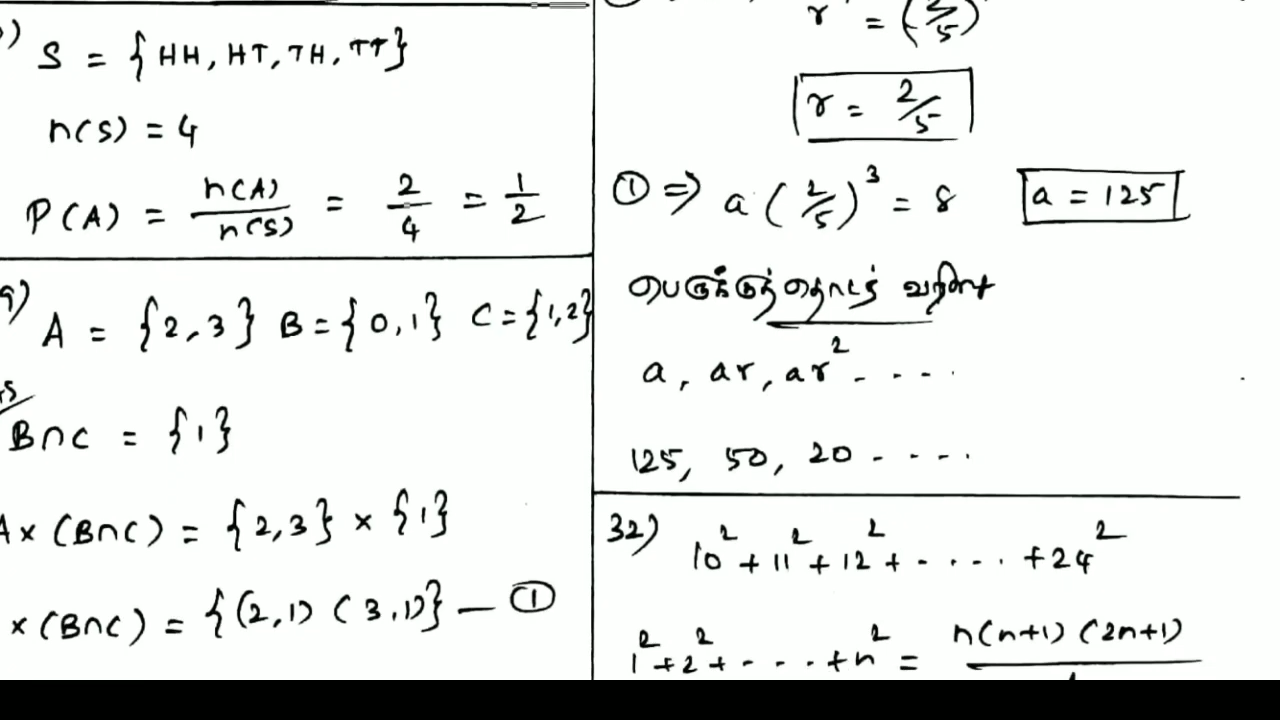 S = {HH, HT, TH, TT}
n(S) = 4
P(A) = n(A)/n(S) = 2/4 = 1/2
A = {2,3} B = {0,1} C = {1,2}
B∩C = {1}
A×(B∩C) = {2,3} × {1}
×(B∩C) = {(2,1) (3,1)} — ①
r = 2/5
① ⇒ a(2/5)³ = 8 a = 125
பெருக்குத் தொடர் வரிசை
a, ar, ar² - - - -
125, 50, 20 - - - -
32) 10² + 11² + 12² + - - - - + 24²
1² + 2² + - - - - + n² = n(n+1)(2n+1)